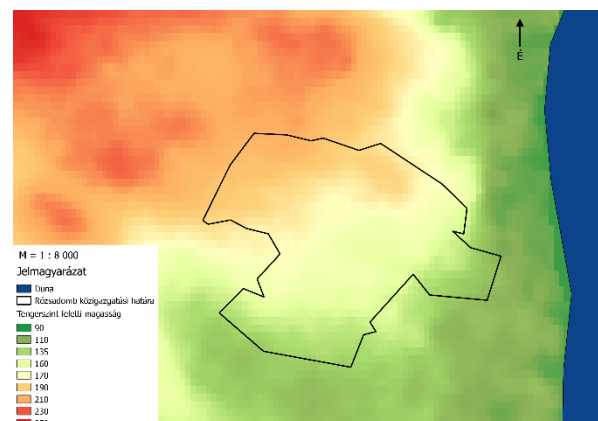 É
M = 1 : 8 000
Jelmagyarázat
Duna
Rózsadomb közigazgatási határa
Tengerszint feletti magasság
90
110
135
160
170
190
210
230